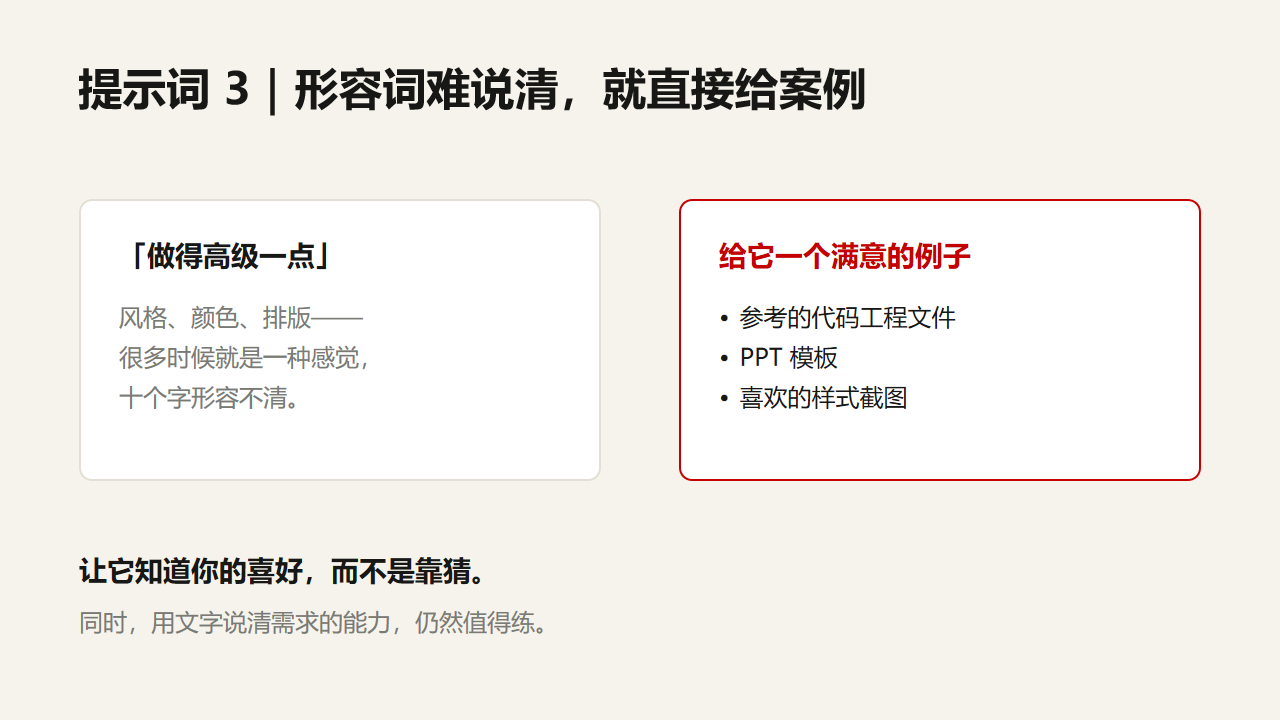 提示词 3｜形容词难说清，就直接给案例
「做得高级一点」
风格、颜色、排版——
很多时候就是一种感觉，
十个字形容不清。
给它一个满意的例子
• 参考的代码工程文件
• PPT 模板
• 喜欢的样式截图
让它知道你的喜好，而不是靠猜。
同时，用文字说清需求的能力，仍然值得练。